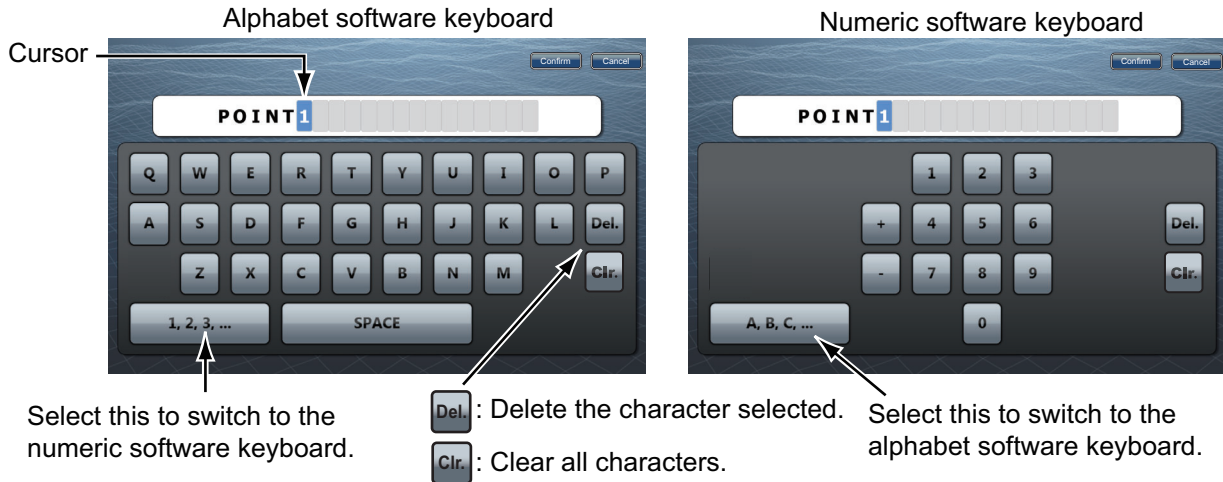 Alphabet software keyboard
Numeric software keyboard
Cursor
Confirm Cancel
Confirm Cancel
POINT1
POINT1
Q W E R T Y U I O P
A S D F G H J K L Del.
Z X C V B N M Clr.
1, 2, 3, ... SPACE
1 2 3
+ 4 5 6 Del.
- 7 8 9 Clr.
A, B, C, ... 0
Select this to switch to the
numeric software keyboard.
Del. : Delete the character selected.
Clr. : Clear all characters.
Select this to switch to the
alphabet software keyboard.